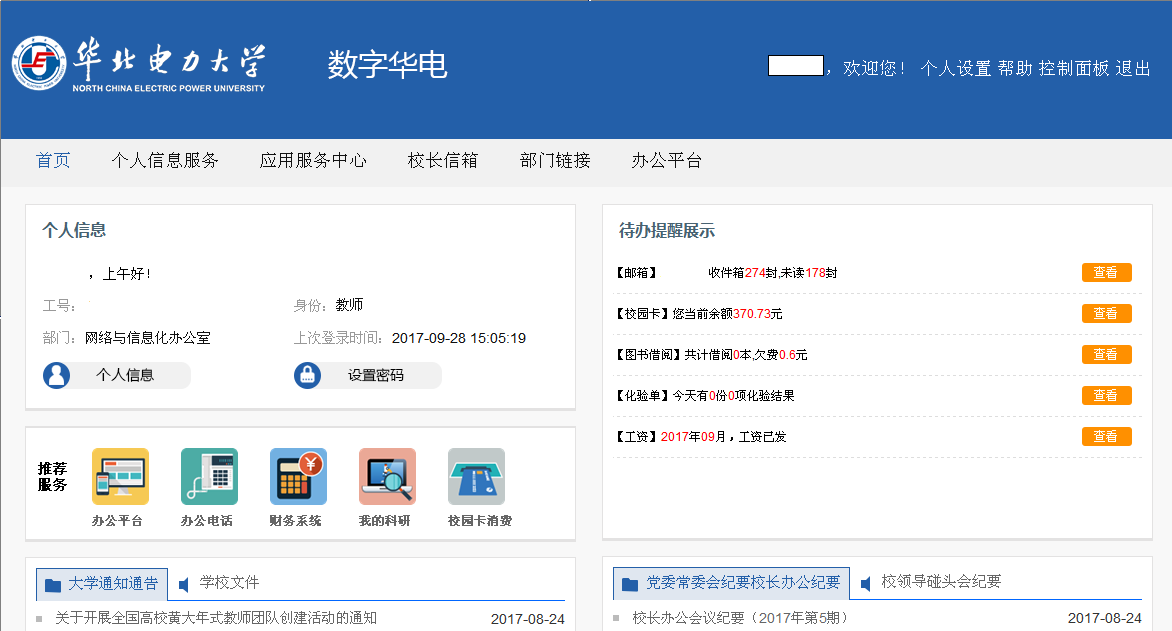 华北电力大学
NORTH CHINA ELECTRIC POWER UNIVERSITY
数字华电
，欢迎您！ 个人设置 帮助 控制面板 退出
首页 个人信息服务 应用服务中心 校长信箱 部门链接 办公平台
个人信息
，上午好！
工号：
身份：教师
部门：网络与信息化办公室
上次登录时间：2017-09-28 15:05:19
个人信息
设置密码
待办提醒展示
【邮箱】 收件箱274封,未读178封 查看
【校园卡】您当前余额370.73元 查看
【图书借阅】共计借阅0本,欠费0.6元 查看
【化验单】今天有0份0项化验结果 查看
【工资】2017年09月，工资已发 查看
推荐
服务
办公平台 办公电话 财务系统 我的科研 校园卡消费
大学通知通告 学校文件
关于开展全国高校黄大年式教师团队创建活动的通知 2017-08-24
党委常委会纪要校长办公纪要 校领导碰头会纪要
校长办公会议纪要（2017年第5期） 2017-08-24